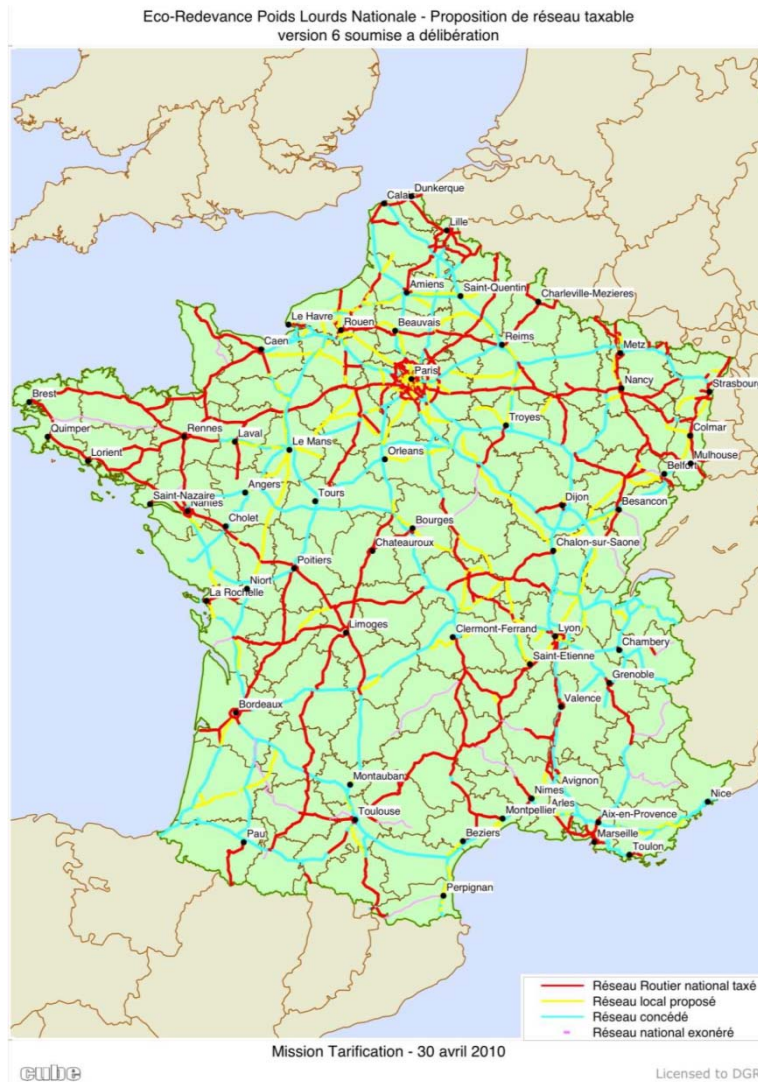 Eco-Redevance Poids Lourds Nationale - Proposition de réseau taxable
version 6 soumise a délibération
Dunkerque
Calai
Lille
Amiens
Saint-Quentin
Charleville-Mezieres
Le Havre
Rouen
Beauvais
Reims
Caen
Metz
Paris
Nancy
Strasbourg
Brest
Troyes
Quimper
Rennes
Laval
Colmar
Le Mans
Lorient
Orleans
Mulhouse
Belfort
Angers
Saint-Nazaire
Tours
Nantes
Dijon
Besancon
Cholet
Bourges
Chateauroux
Chalon-sur-Saone
Poitiers
Niort
La Rochelle
Limoges
Clermont-Ferrand
Lyon
Chambery
Saint-Etienne
Grenoble
Bordeaux
Valence
Montauban
Avignon
Nimes
Nice
Arles
Toulouse
Montpellier
Aix-en-Provence
Pau
Beziers
Marseille
Toulon
Perpignan
Réseau Routier national taxé
Réseau local proposé
Réseau concédé
Réseau national exonéré
Mission Tarification - 30 avril 2010
cube
Licensed to DGR